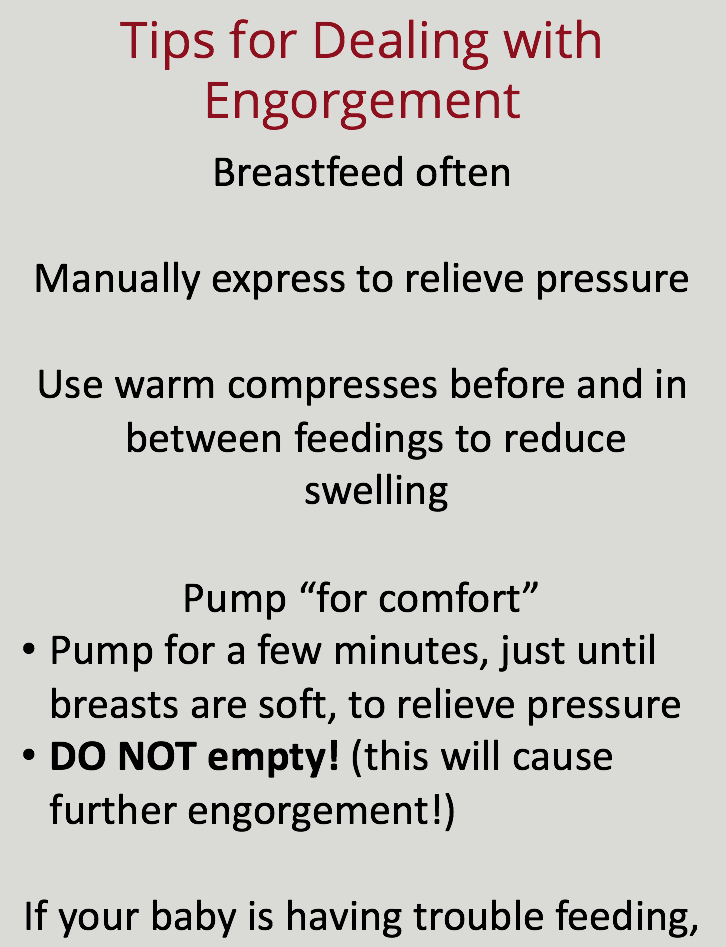 Tips for Dealing with
Engorgement
Breastfeed often
Manually express to relieve pressure
Use warm compresses before and in
between feedings to reduce
swelling
Pump “for comfort”
• Pump for a few minutes, just until
breasts are soft, to relieve pressure
• DO NOT empty! (this will cause
further engorgement!)
If your baby is having trouble feeding,